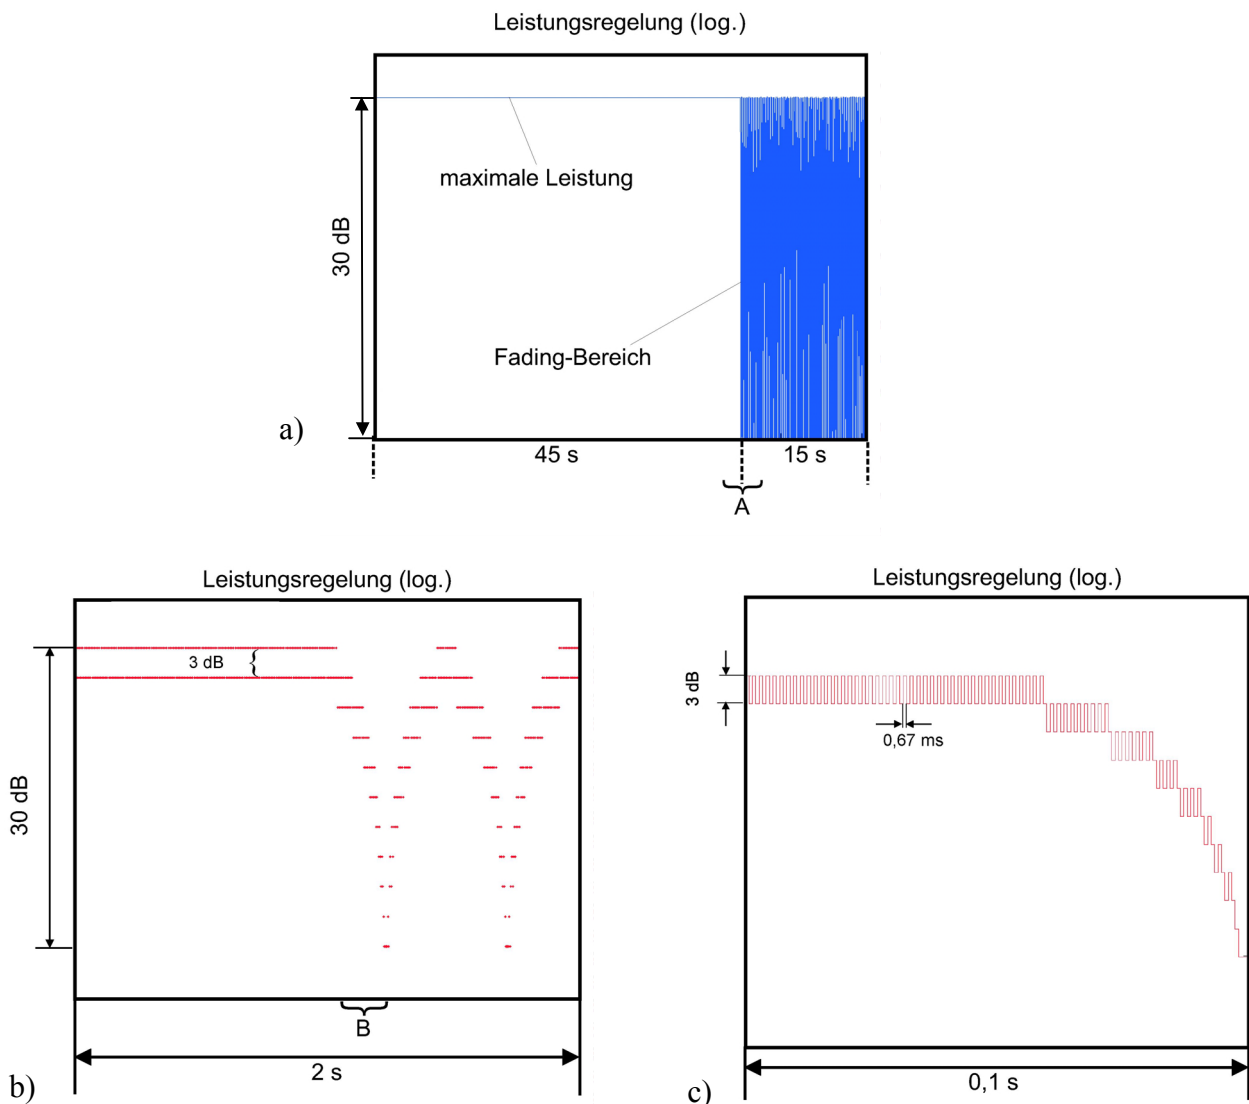 Leistungsregelung (log.)
maximale Leistung
30 dB
Fading-Bereich
a)
45 s
15 s
A
Leistungsregelung (log.)
3 dB
30 dB
B
2 s
b)
Leistungsregelung (log.)
3 dB
0,67 ms
0,1 s
c)